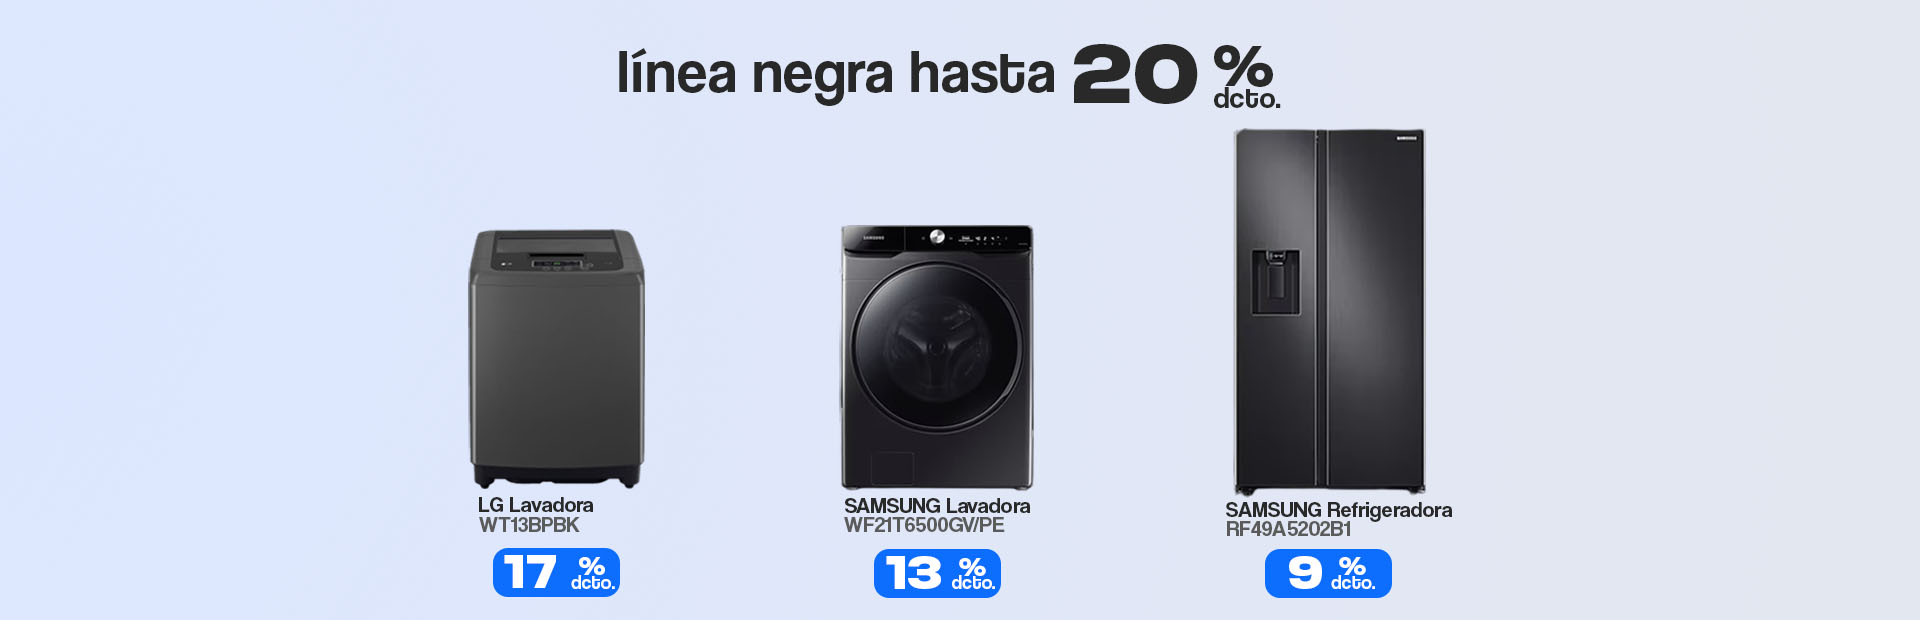 línea negra hasta 20 % dcto.
SAMSUNG
SAMSUNG
LG Lavadora
WT13BPBK
17 % dcto.
SAMSUNG Lavadora
WF21T6500GV/PE
13 % dcto.
SAMSUNG Refrigeradora
RF49A5202B1
9 % dcto.